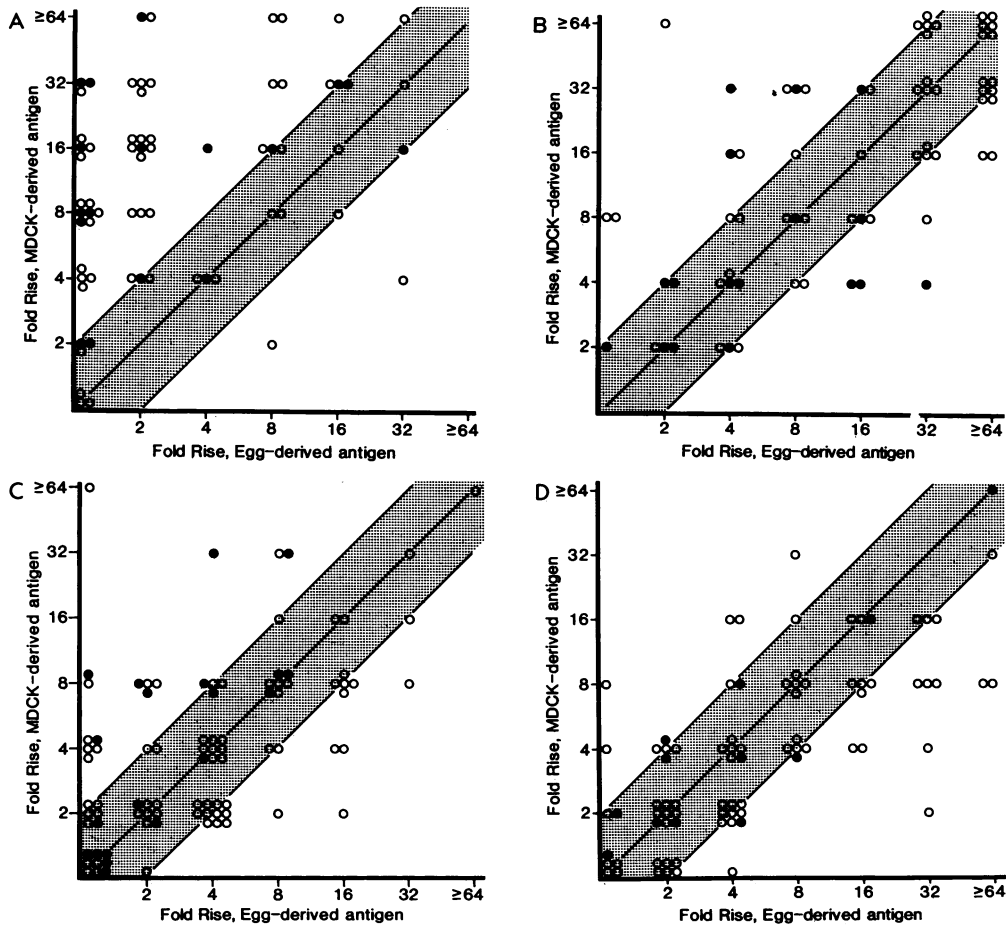 A
Fold Rise, MDCK-derived antigen
≥64
32
16
8
4
2
2 4 8 16 32 ≥64
Fold Rise, Egg-derived antigen
B
Fold Rise, MDCK-derived antigen
≥64
32
16
8
4
2
2 4 8 16 32 ≥64
Fold Rise, Egg-derived antigen
C
Fold Rise, MDCK-derived antigen
≥64
32
16
8
4
2
2 4 8 16 32 ≥64
Fold Rise, Egg-derived antigen
D
Fold Rise, MDCK-derived antigen
≥64
32
16
8
4
2
2 4 8 16 32 ≥64
Fold Rise, Egg-derived antigen